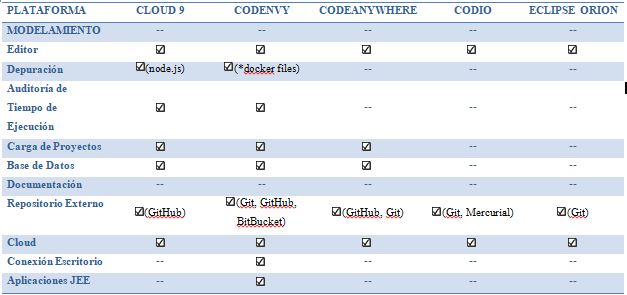 PLATAFORMA CLOUD 9 CODENVY CODEANYWHERE CODIO ECLIPSE ORION
MODELAMIENTO -- -- -- -- --
Editor ☑ ☑ ☑ ☑ ☑
Depuración ☑(node.js) ☑(*docker files) -- -- --
Auditoría de
Tiempo de ☑ ☑ -- -- --
Ejecución
Carga de Proyectos ☑ ☑ ☑ -- --
Base de Datos ☑ ☑ ☑ -- --
Documentación -- -- -- -- --
Repositorio Externo ☑(GitHub) ☑(Git, GitHub, ☑(GitHub, Git) ☑(Git, Mercurial) ☑(Git)
BitBucket)
Cloud ☑ ☑ ☑ ☑ ☑
Conexión Escritorio -- ☑ -- -- --
Aplicaciones JEE -- ☑ -- -- --